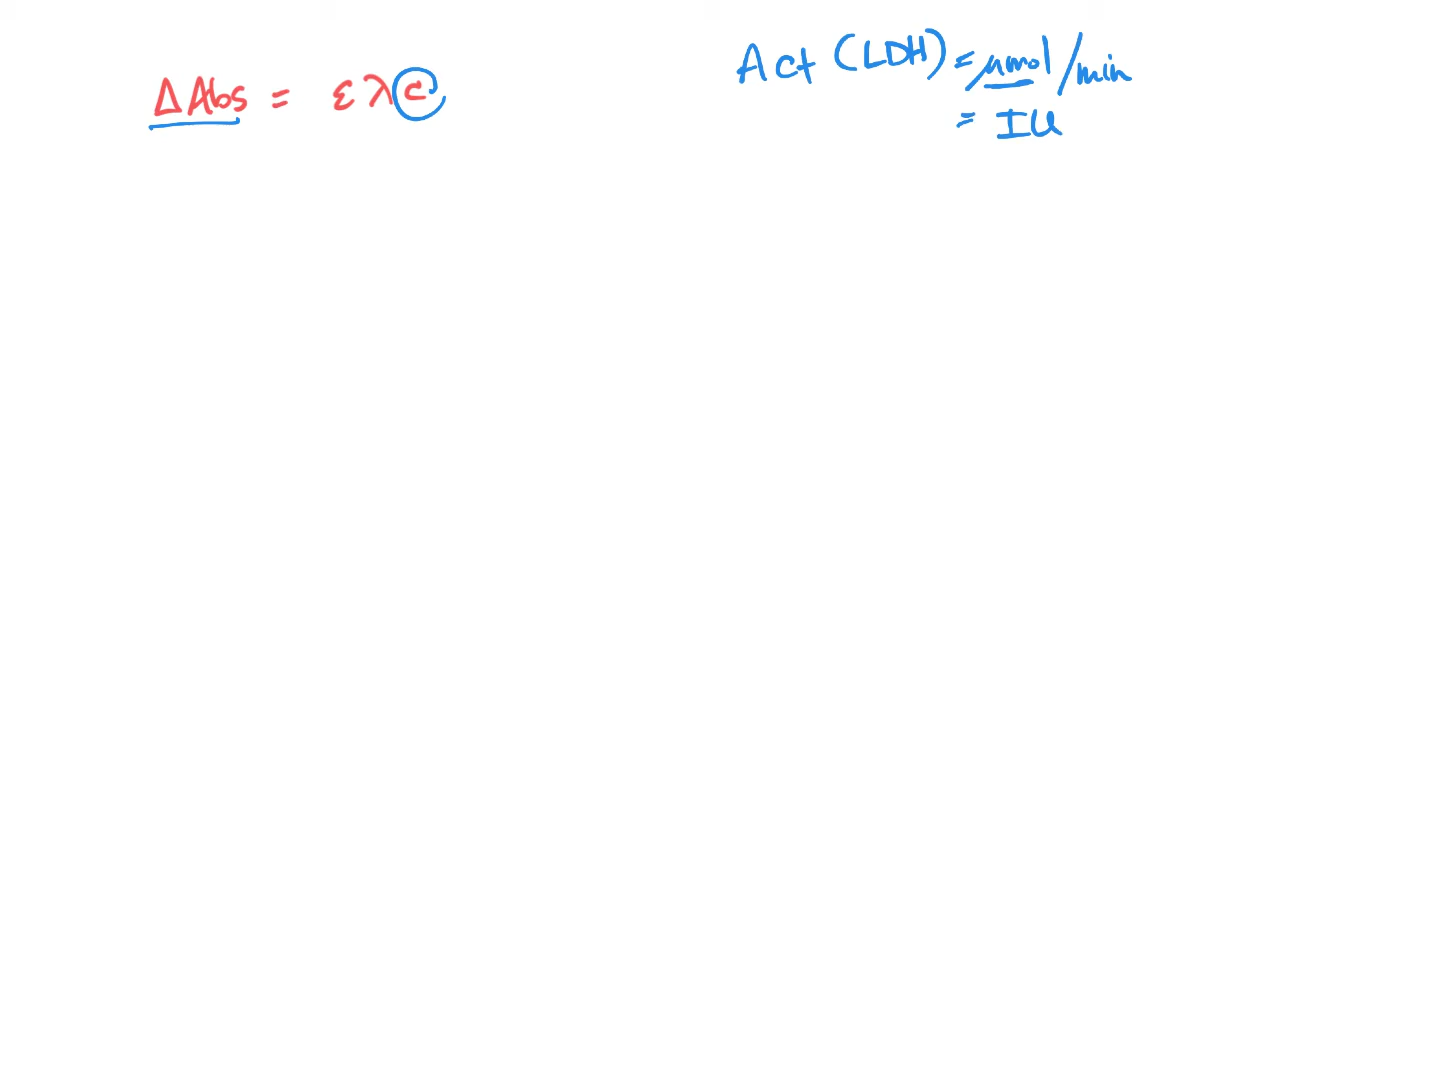 ΔAbs = ελc
Act (LDH) = μmol/min
= IU